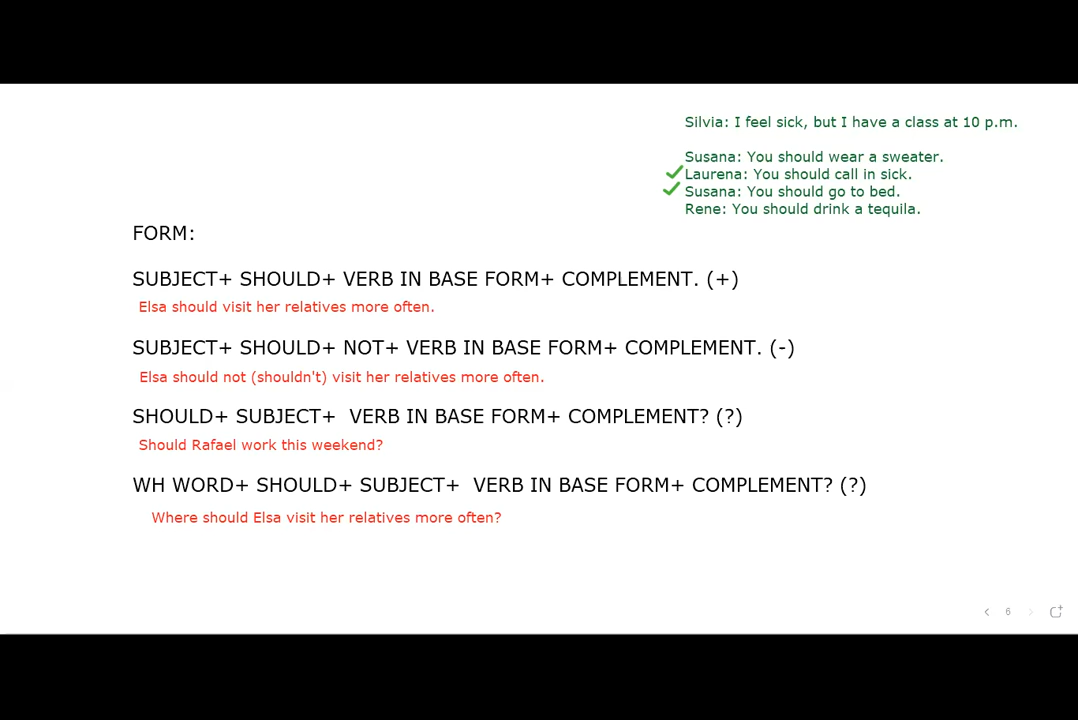 Silvia: I feel sick, but I have a class at 10 p.m.
Susana: You should wear a sweater.
Laurena: You should call in sick.
Susana: You should go to bed.
Rene: You should drink a tequila.
FORM:
SUBJECT+ SHOULD+ VERB IN BASE FORM+ COMPLEMENT. (+)
Elsa should visit her relatives more often.
SUBJECT+ SHOULD+ NOT+ VERB IN BASE FORM+ COMPLEMENT. (-)
Elsa should not (shouldn't) visit her relatives more often.
SHOULD+ SUBJECT+ VERB IN BASE FORM+ COMPLEMENT? (?)
Should Rafael work this weekend?
WH WORD+ SHOULD+ SUBJECT+ VERB IN BASE FORM+ COMPLEMENT? (?)
Where should Elsa visit her relatives more often?
6